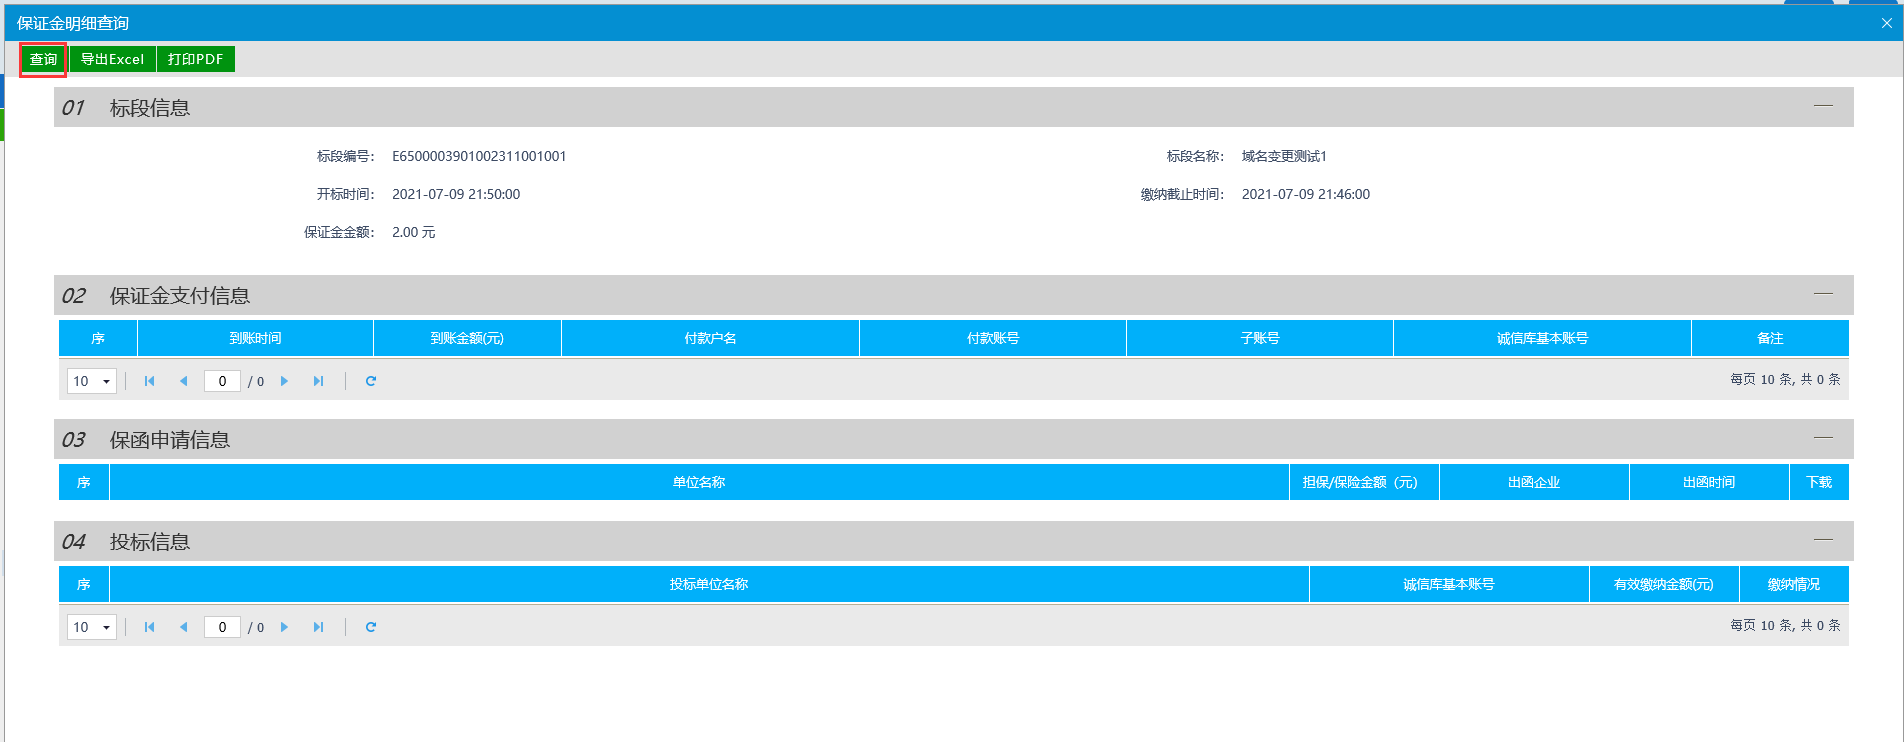 保证金明细查询
查询 导出Excel 打印PDF
01 标段信息
标段编号： E6500003901002311001001 标段名称： 域名变更测试1
开标时间： 2021-07-09 21:50:00 缴纳截止时间： 2021-07-09 21:46:00
保证金金额： 2.00 元
02 保证金支付信息
序 到账时间 到账金额(元) 付款户名 付款账号 子账号 诚信库基本账号 备注
10 0 / 0 每页 10 条, 共 0 条
03 保函申请信息
序 单位名称 担保/保险金额（元） 出函企业 出函时间 下载
04 投标信息
序 投标单位名称 诚信库基本账号 有效缴纳金额(元) 缴纳情况
10 0 / 0 每页 10 条, 共 0 条